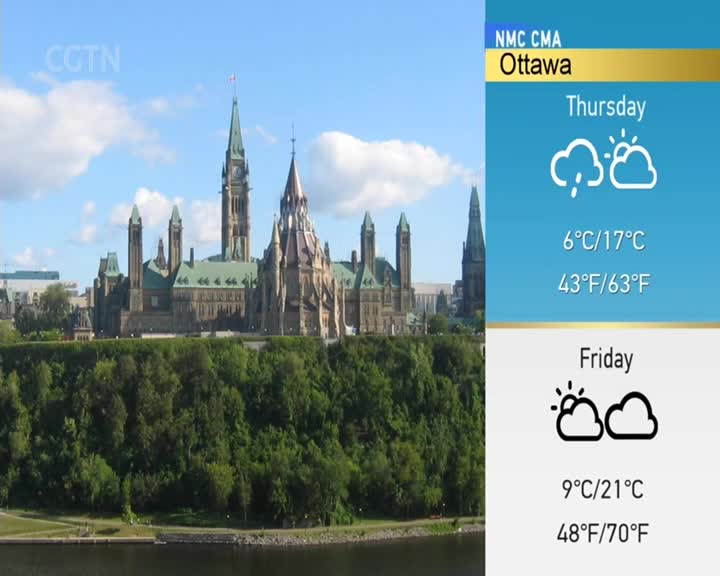 CGTN
NMC CMA
Ottawa
Thursday
6°C/17°C
43°F/63°F
Friday
9°C/21°C
48°F/70°F